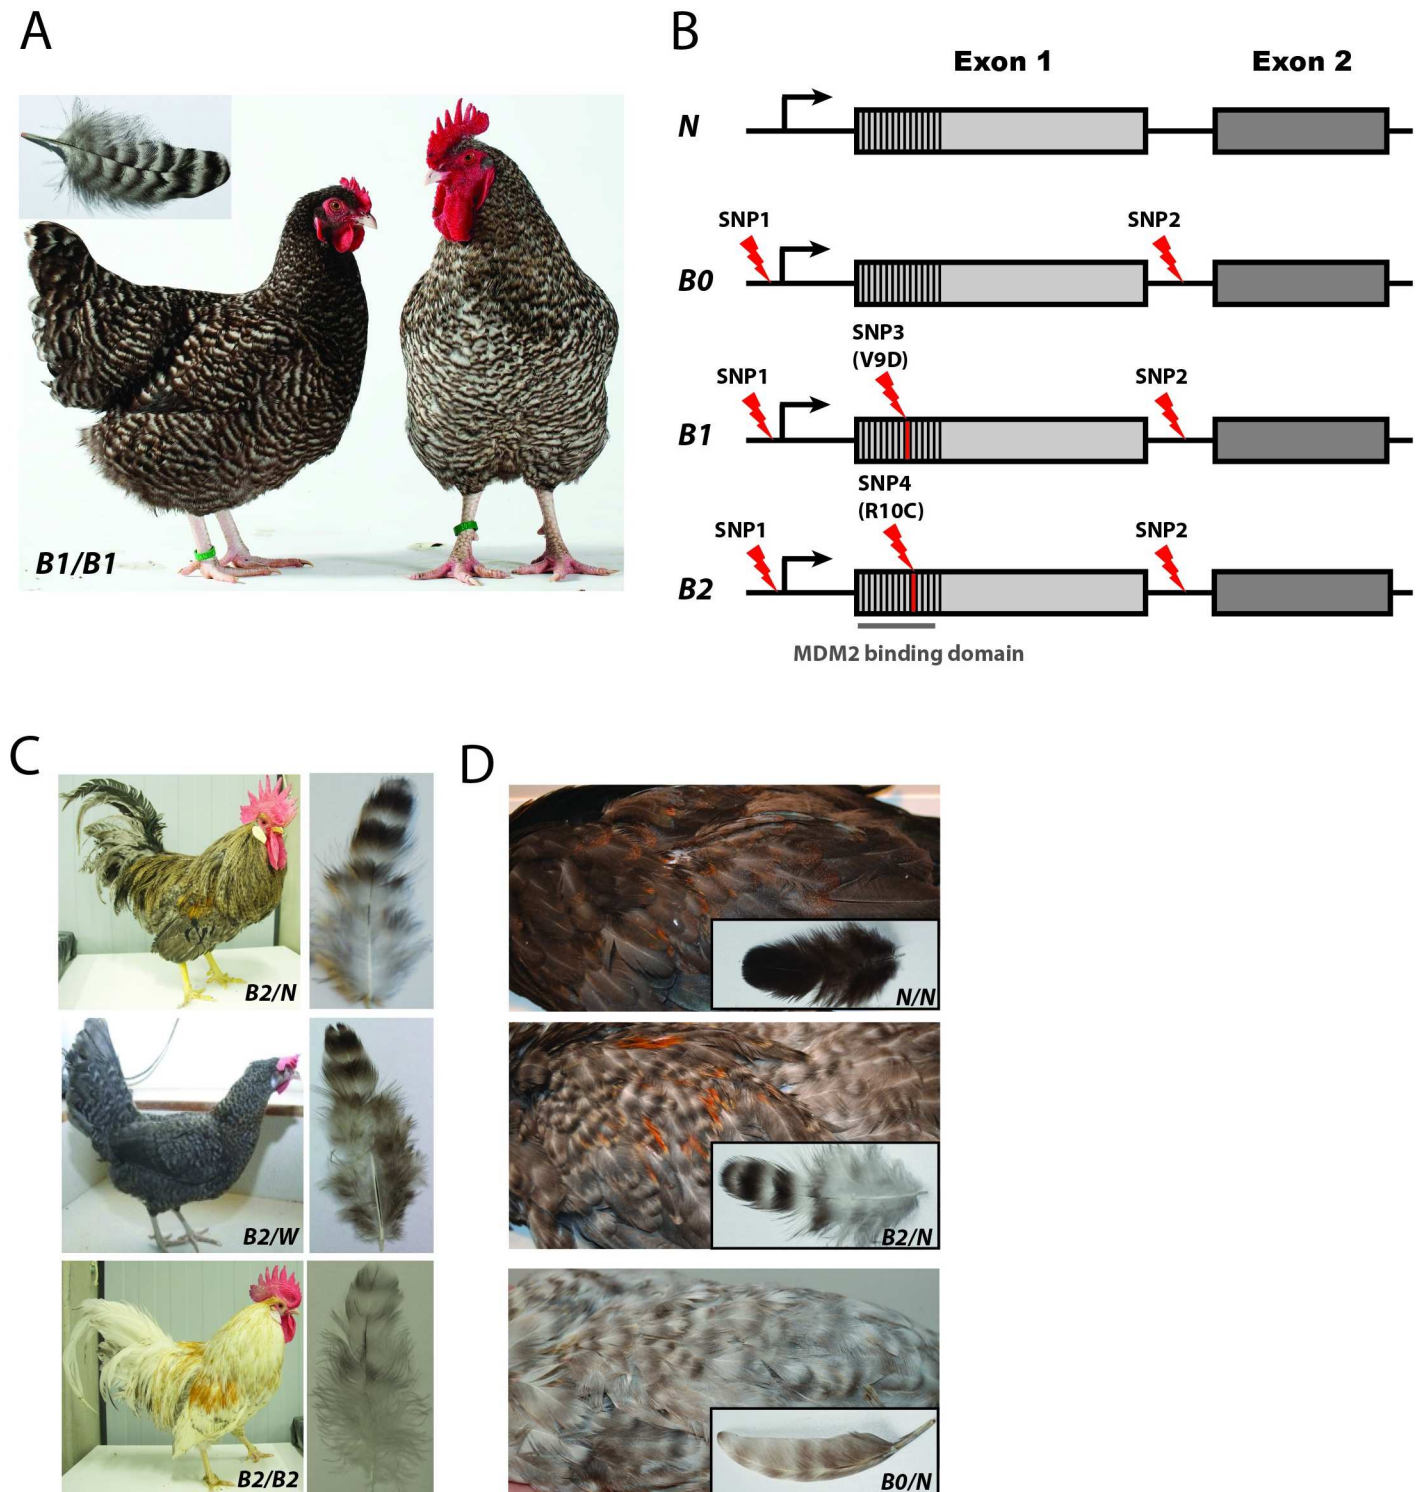 A
B1/B1
B
Exon 1 Exon 2
N
SNP1 SNP2
B0
SNP3
(V9D)
SNP1 SNP2
B1
SNP4
(R10C)
SNP1 SNP2
B2
MDM2 binding domain
C
B2/N
B2/W
B2/B2
D
N/N
B2/N
B0/N